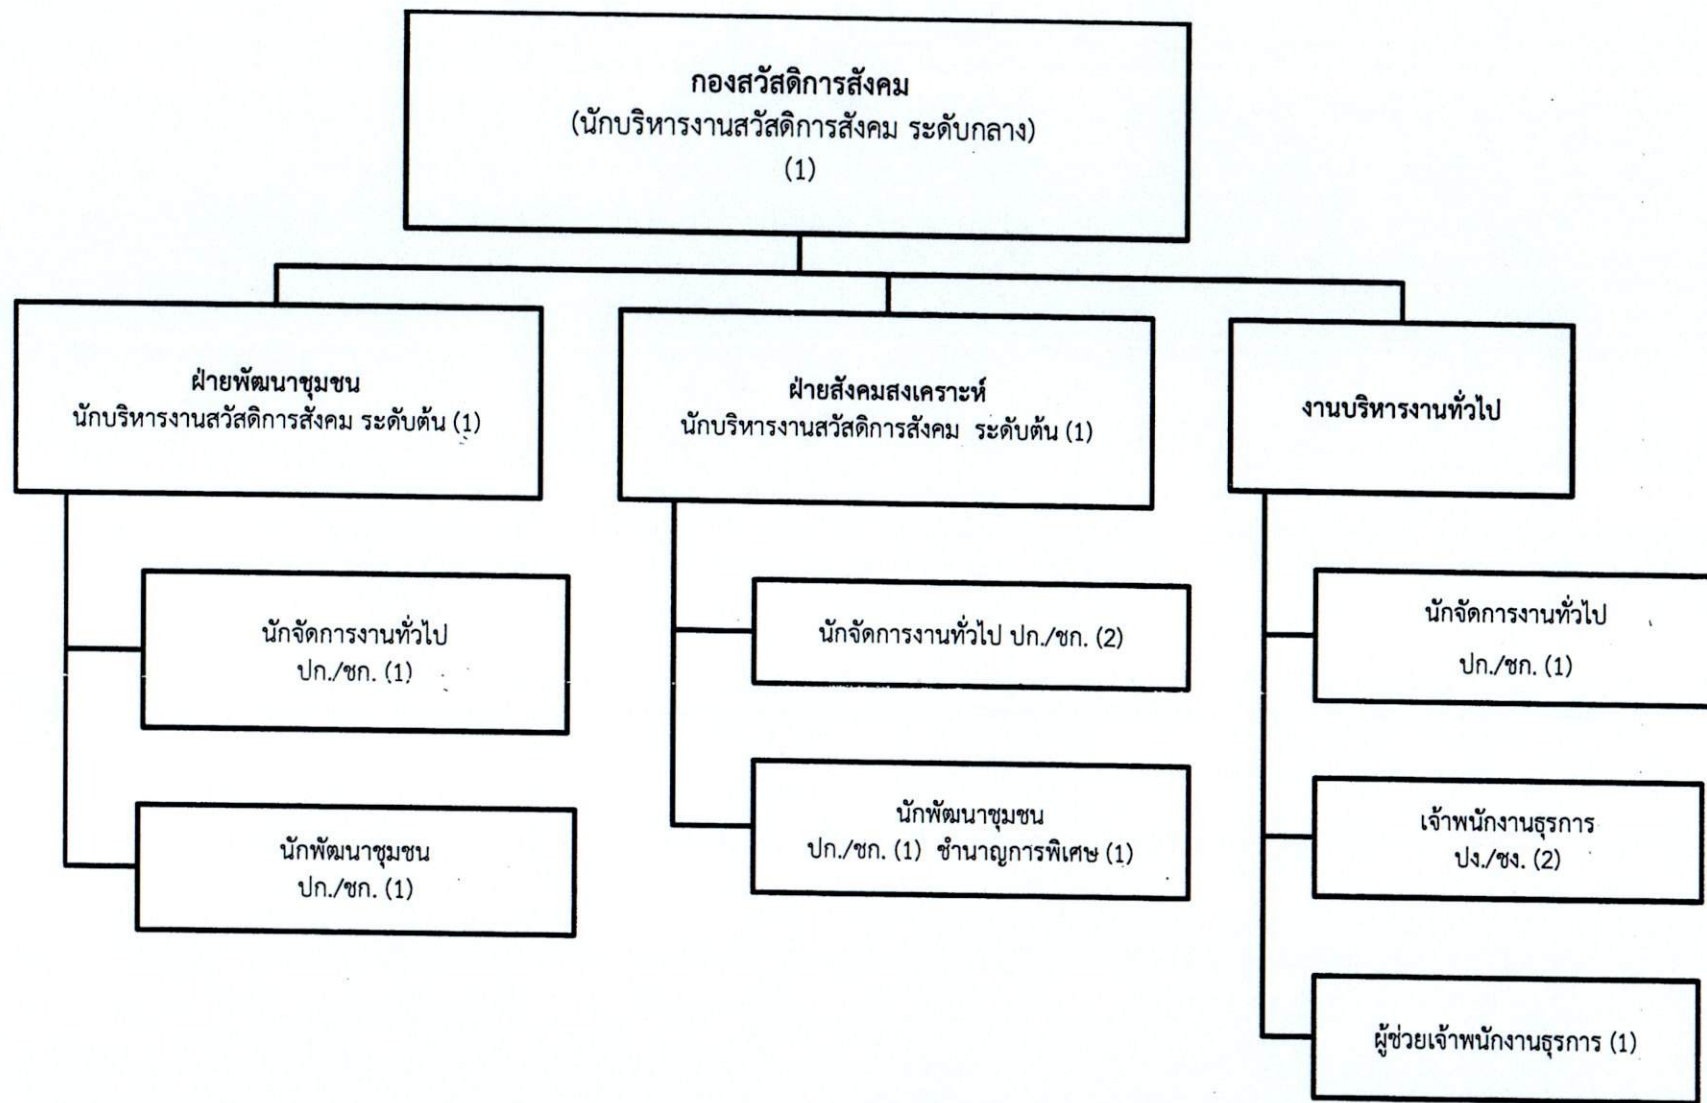 กองสวัสดิการสังคม
(นักบริหารงานสวัสดิการสังคม ระดับกลาง)
(1)
ฝ่ายพัฒนาชุมชน
นักบริหารงานสวัสดิการสังคม ระดับต้น (1)
นักจัดการงานทั่วไป
ปก./ชก. (1)
นักพัฒนาชุมชน
ปก./ชก. (1)
ฝ่ายสังคมสงเคราะห์
นักบริหารงานสวัสดิการสังคม ระดับต้น (1)
นักจัดการงานทั่วไป ปก./ชก. (2)
นักพัฒนาชุมชน
ปก./ชก. (1) ชำนาญการพิเศษ (1)
งานบริหารงานทั่วไป
นักจัดการงานทั่วไป
ปก./ชก. (1)
เจ้าพนักงานธุรการ
ปง./ชง. (2)
ผู้ช่วยเจ้าพนักงานธุรการ (1)